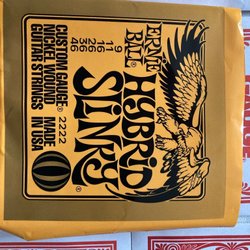 ERNIE
BALL®
HYBRID
SLINKY®
9
11
16
26
36
46
CUSTOM GAUGE® 2222
NICKEL WOUND MADE
GUITAR STRINGS IN USA